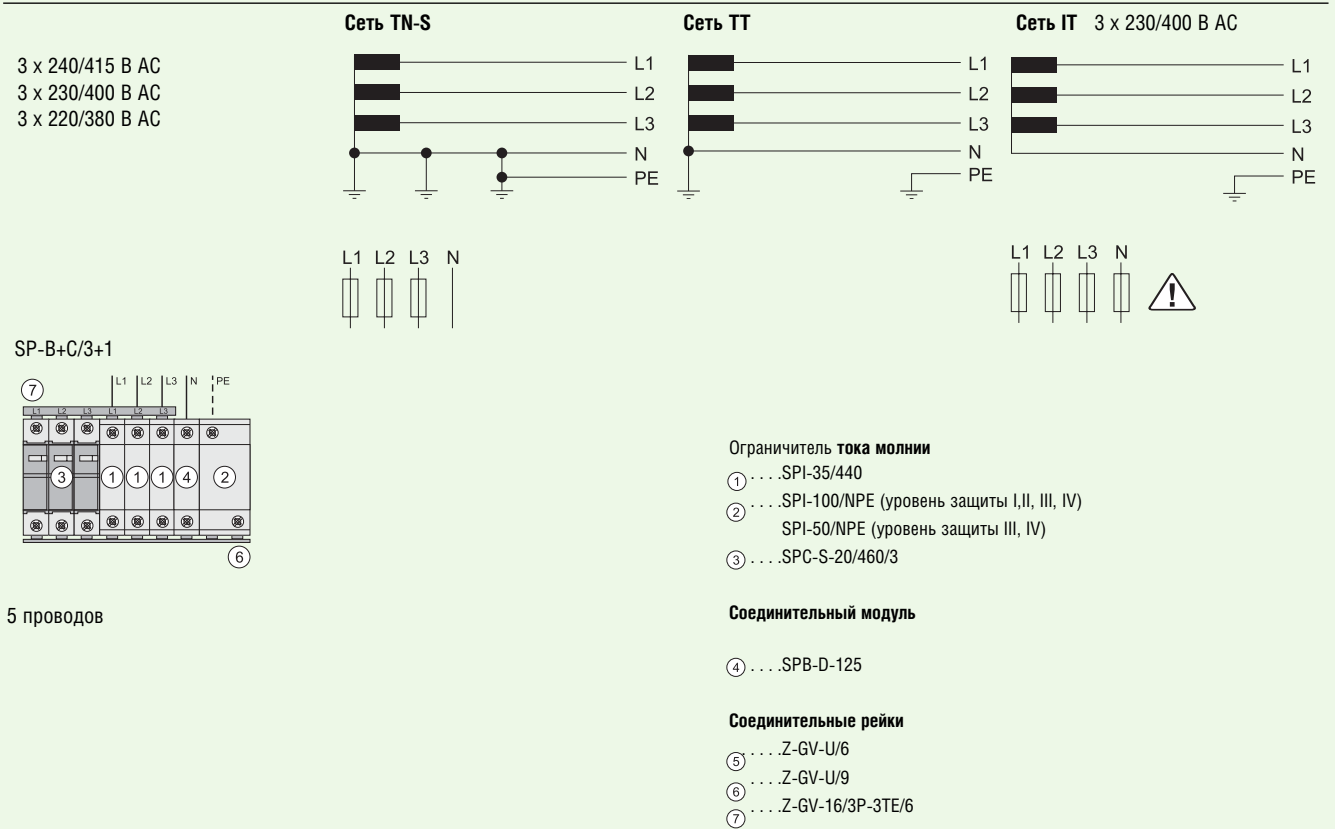 Сеть TN-S
Сеть TT
Сеть IT 3 x 230/400 В AC
3 x 240/415 В AC
3 x 230/400 В AC
3 x 220/380 В AC
L1
L2
L3
N
PE
L1
L2
L3
N
PE
L1
L2
L3
N
PE
L1 L2 L3 N
L1 L2 L3 N
!
SP-B+C/3+1
7
L1 L2 L3 N PE
L1 L2 L3 L1 L2 L3
3 1 1 1 4 2
6
5 проводов
Ограничитель тока молнии
1 . . . .SPI-35/440
2 . . . .SPI-100/NPE (уровень защиты I,II, III, IV)
SPI-50/NPE (уровень защиты III, IV)
3 . . . .SPC-S-20/460/3
Соединительный модуль
4 . . . .SPB-D-125
Соединительные рейки
5 . . . .Z-GV-U/6
6 . . . .Z-GV-U/9
7 . . . .Z-GV-16/3P-3TE/6